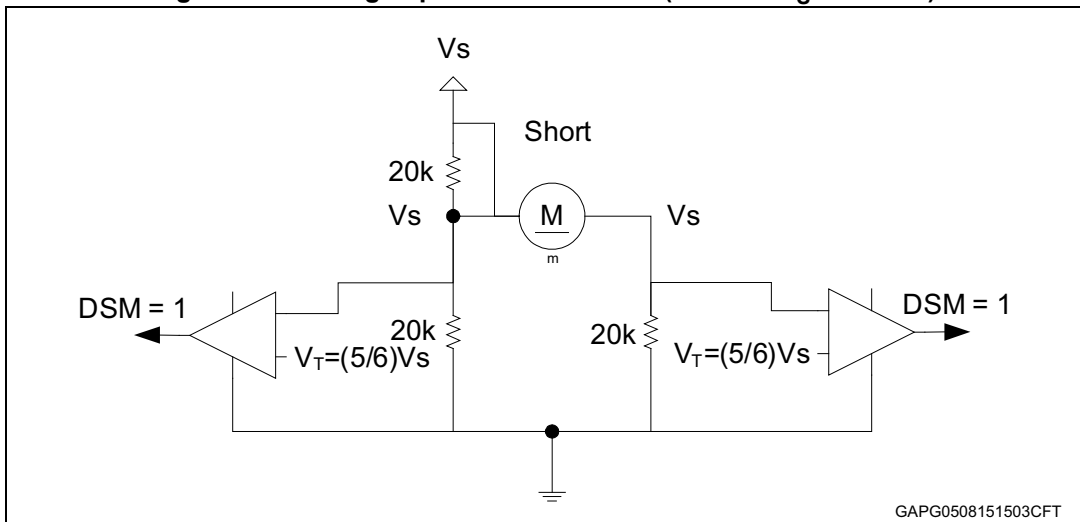 Vs
Short
20k
Vs
M
Vs
m
DSM = 1
DSM = 1
20k
20k
VT=(5/6)Vs
VT=(5/6)Vs
GAPG0508151503CFT